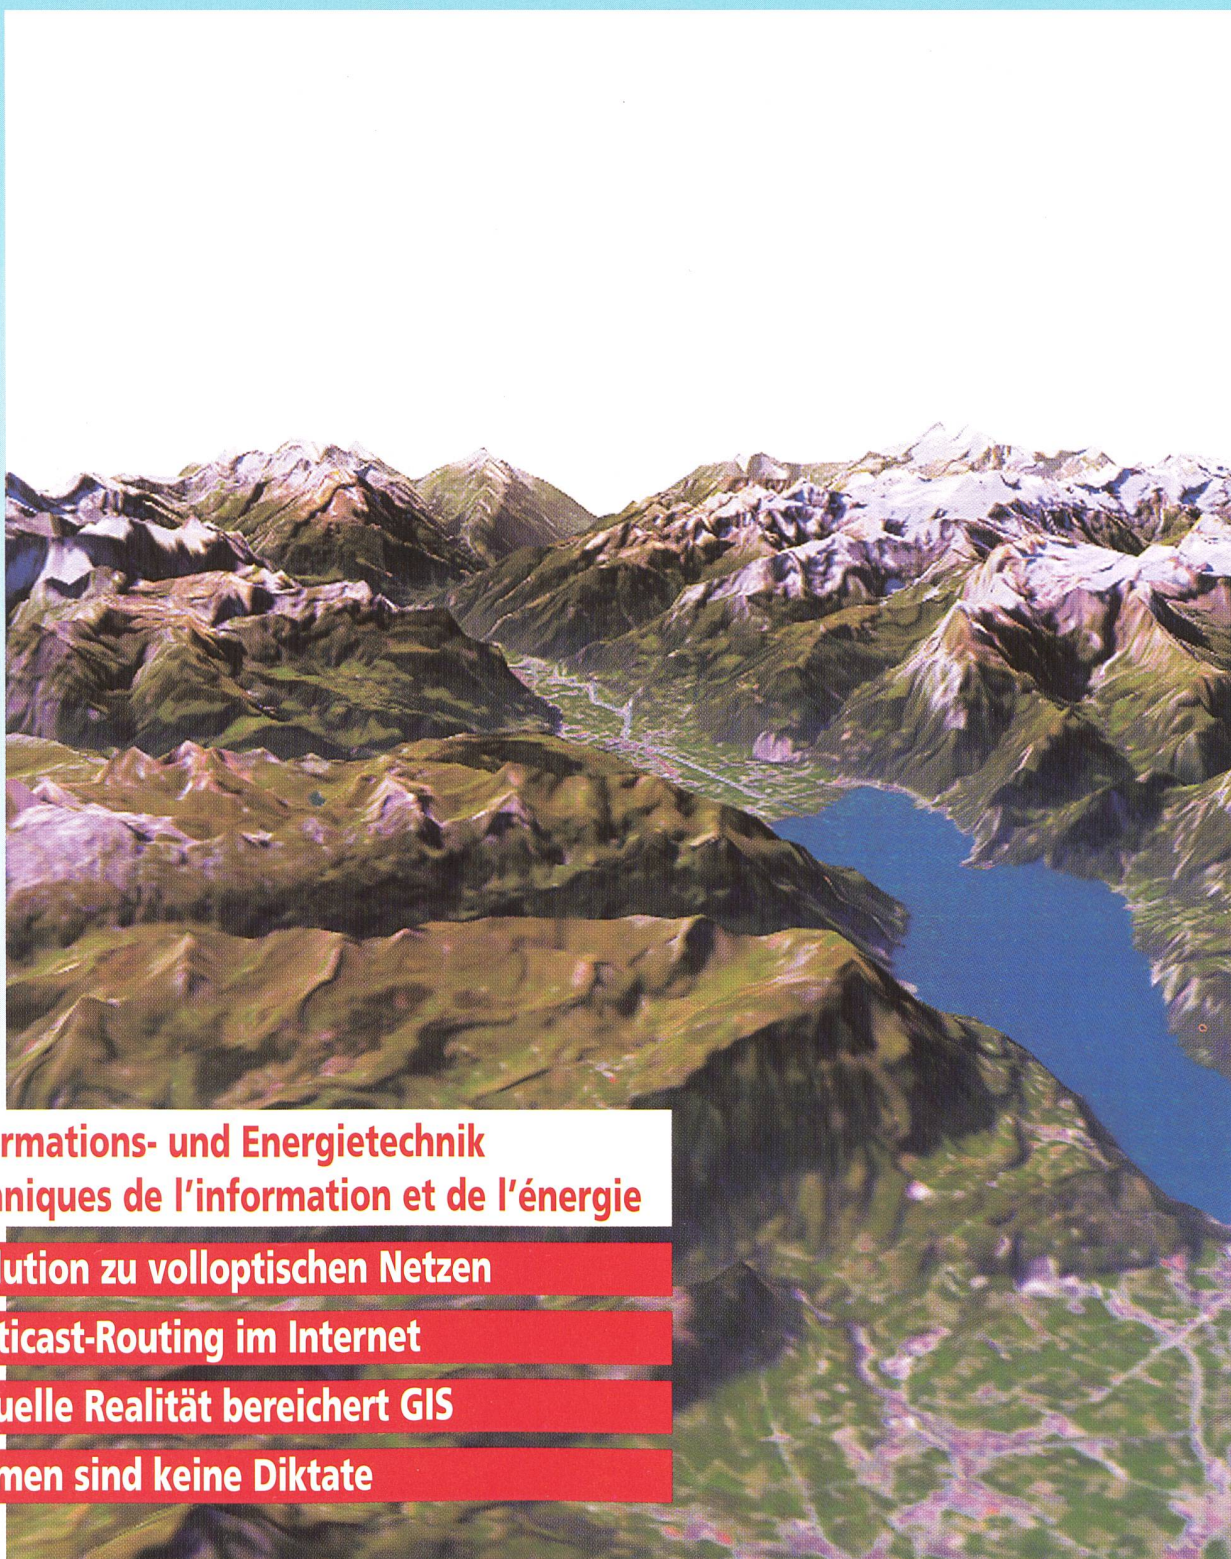 rmations- und Energietechnik
niques de l'information et de l'énergie
lution zu volloptischen Netzen
ticast-Routing im Internet
uelle Realität bereichert GIS
men sind keine Diktate